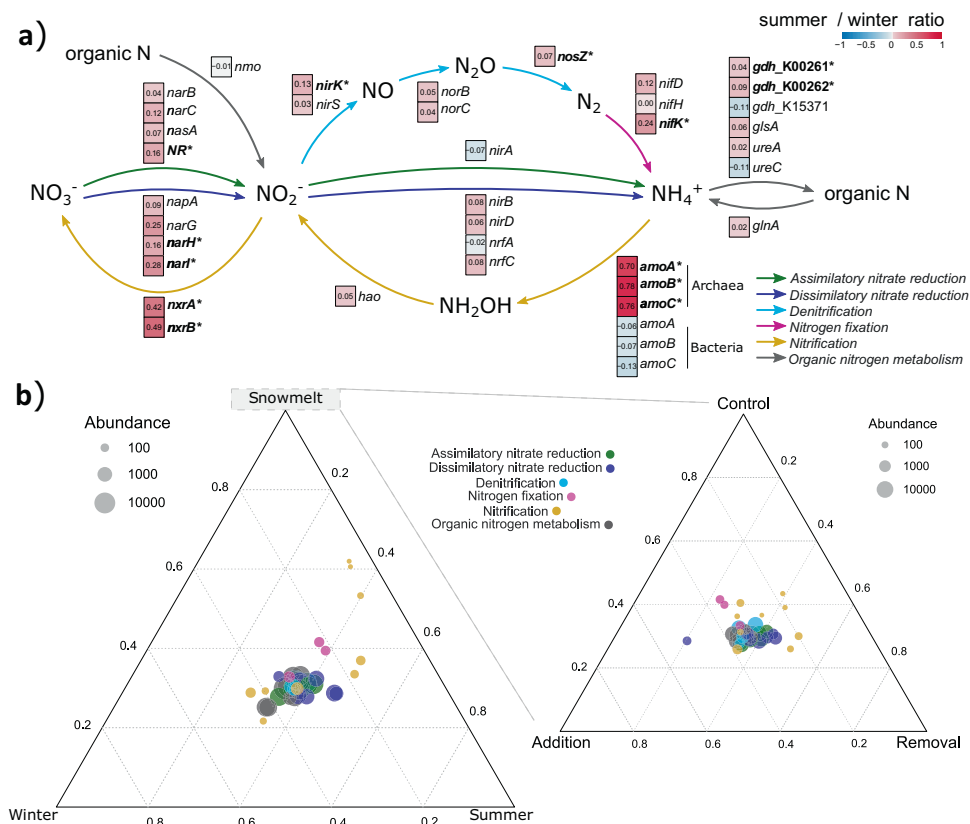 a)
summer / winter ratio
−1 −0.5 0 0.5 1
organic N
−0.01 nmo
0.04 narB
0.12 narC
0.07 nasA
0.16 NR*
0.13 nirK*
0.03 nirS
NO
N2O
0.05 norB
0.04 norC
0.07 nosZ*
N2
0.12 nifD
0.00 nifH
0.24 nifK*
0.04 gdh_K00261*
0.09 gdh_K00262*
−0.11 gdh_K15371
0.06 glsA
0.02 ureA
−0.11 ureC
−0.07 nirA
NO3-
NO2-
NH4+
organic N
0.09 napA
0.25 narG
0.16 narH*
0.28 narI*
0.08 nirB
0.06 nirD
−0.02 nrfA
0.08 nrfC
0.02 glnA
0.42 nxrA*
0.49 nxrB*
0.05 hao
NH2OH
0.70 amoA*
0.78 amoB*
0.76 amoC*
Archaea
−0.06 amoA
−0.07 amoB
−0.13 amoC
Bacteria
Assimilatory nitrate reduction
Dissimilatory nitrate reduction
Denitrification
Nitrogen fixation
Nitrification
Organic nitrogen metabolism
b)
Snowmelt
Abundance
100
1000
10000
0.8 0.2
0.6 0.4
0.4 0.6
0.2 0.8
Winter
Summer
0.8 0.6 0.4 0.2
Assimilatory nitrate reduction
Dissimilatory nitrate reduction
Denitrification
Nitrogen fixation
Nitrification
Organic nitrogen metabolism
Control
Abundance
100
1000
10000
0.8 0.2
0.6 0.4
0.4 0.6
0.2 0.8
Addition
Removal
0.8 0.6 0.4 0.2